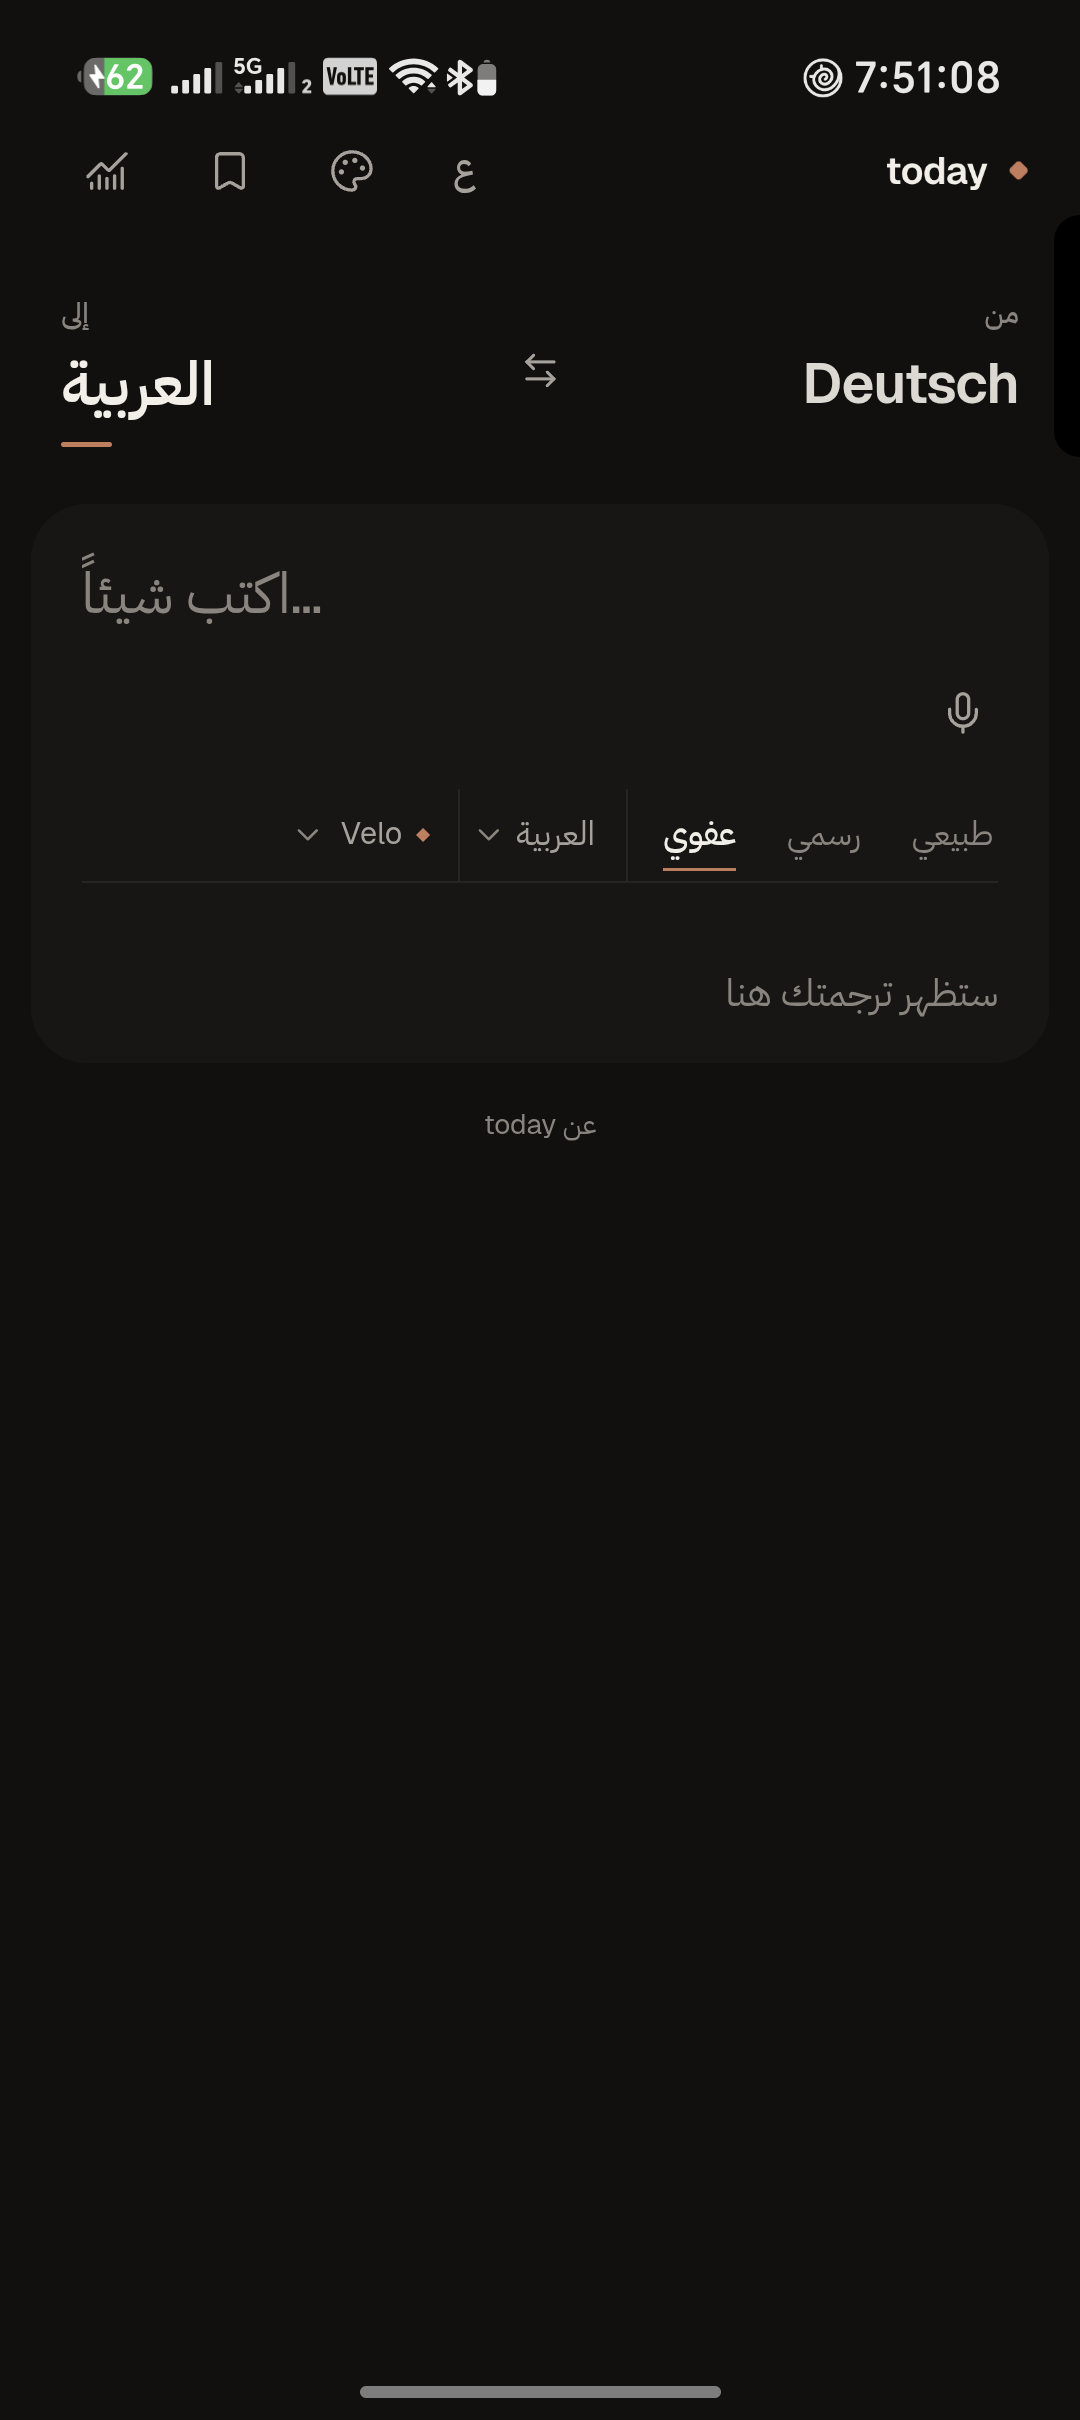 62 5G 2 VoLTE 7:51:08
today ع
من إلى
Deutsch العربية
اكتب شيئاً...
طبيعي رسمي عفوي العربية Velo
ستظهر ترجمتك هنا
عن today